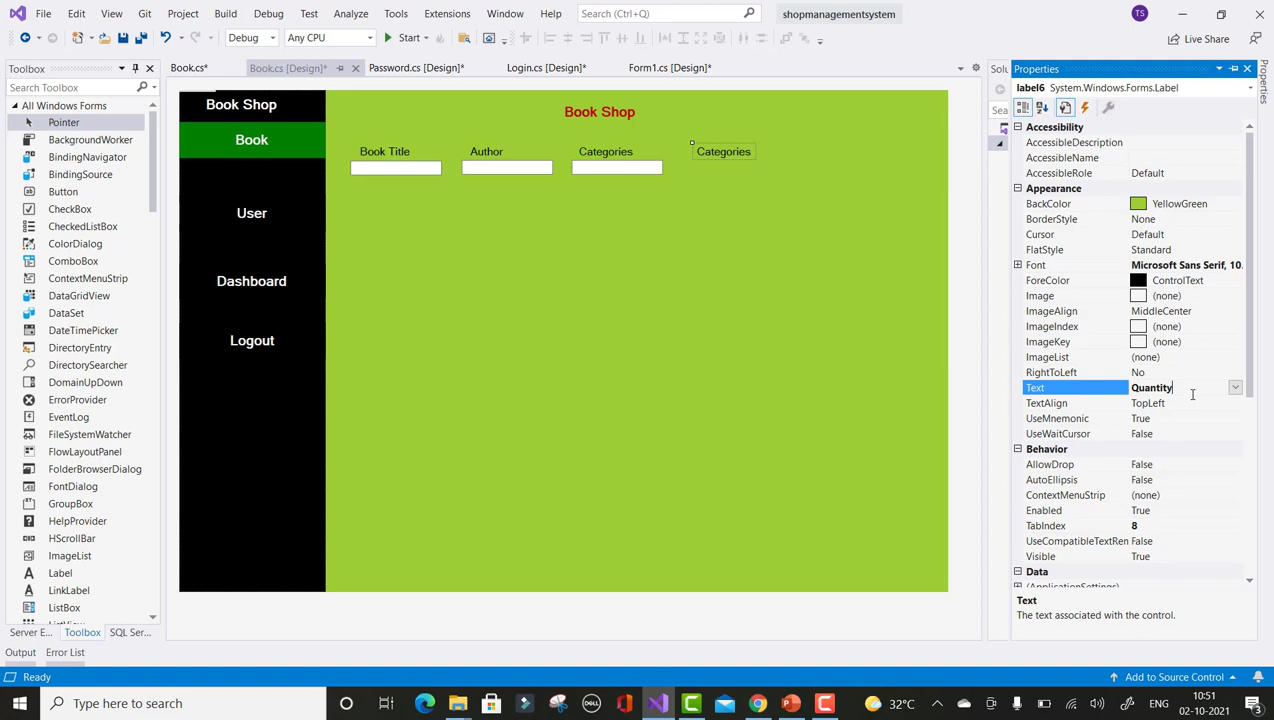 File Edit View Git Project Build Debug Test Analyze Tools Extensions Window Help Search (Ctrl+Q) shopmanagementsystem TS
Debug Any CPU Start Live Share
Toolbox Book.cs* Book.cs [Design]* Password.cs [Design]* Login.cs [Design]* Form1.cs [Design]* Solu Properties
Search Toolbox
All Windows Forms
Pointer
BackgroundWorker
BindingNavigator
BindingSource
Button
CheckBox
CheckedListBox
ColorDialog
ComboBox
ContextMenuStrip
DataGridView
DataSet
DateTimePicker
DirectoryEntry
DirectorySearcher
DomainUpDown
ErrorProvider
EventLog
FileSystemWatcher
FlowLayoutPanel
FolderBrowserDialog
FontDialog
GroupBox
HelpProvider
HScrollBar
ImageList
Label
LinkLabel
ListBox
Server E... Toolbox SQL Ser...
Output Error List
Book Shop
Book
User
Dashboard
Logout
Book Shop
Book Title Author Categories Categories
Sea
label6 System.Windows.Forms.Label
Accessibility
AccessibleDescription
AccessibleName
AccessibleRole Default
Appearance
BackColor YellowGreen
BorderStyle None
Cursor Default
FlatStyle Standard
Font Microsoft Sans Serif, 10.
ForeColor ControlText
Image (none)
ImageAlign MiddleCenter
ImageIndex (none)
ImageKey (none)
ImageList (none)
RightToLeft No
Text Quantity
TextAlign TopLeft
UseMnemonic True
UseWaitCursor False
Behavior
AllowDrop False
AutoEllipsis False
ContextMenuStrip (none)
Enabled True
TabIndex 8
UseCompatibleTextRen False
Visible True
Data
(ApplicationSettings)
Text
The text associated with the control.
Properties
Ready Add to Source Control
Type here to search DELL 32°C ENG 10:51
02-10-2021 3